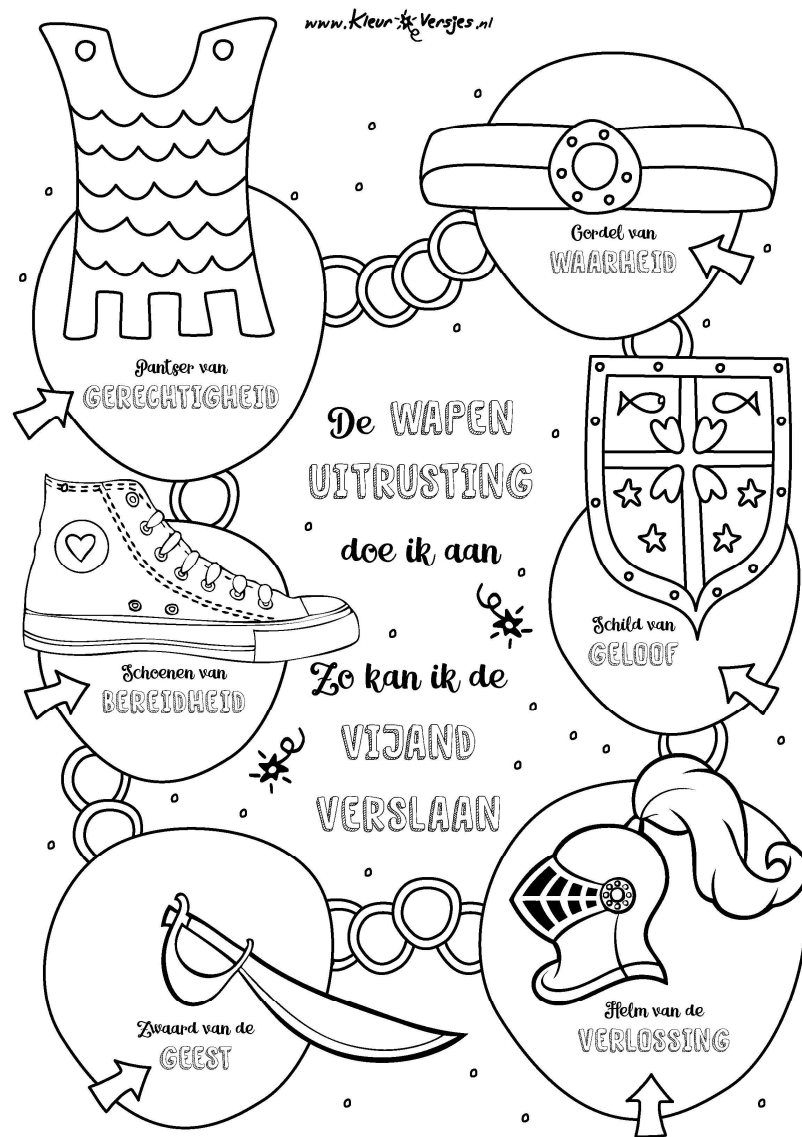 www.Kleur e Versjes.nl
Gordel van
WAARHEID
Pantser van
GERECHTIGHEID
De WAPEN
UITRUSTING
doe ik aan
Schild van
GELOOF
Schoenen van
BEREIDHEID
Zo kan ik de
VIJAND
VERSLAAN
Zwaard van de
GEEST
Helm van de
VERLOSSING